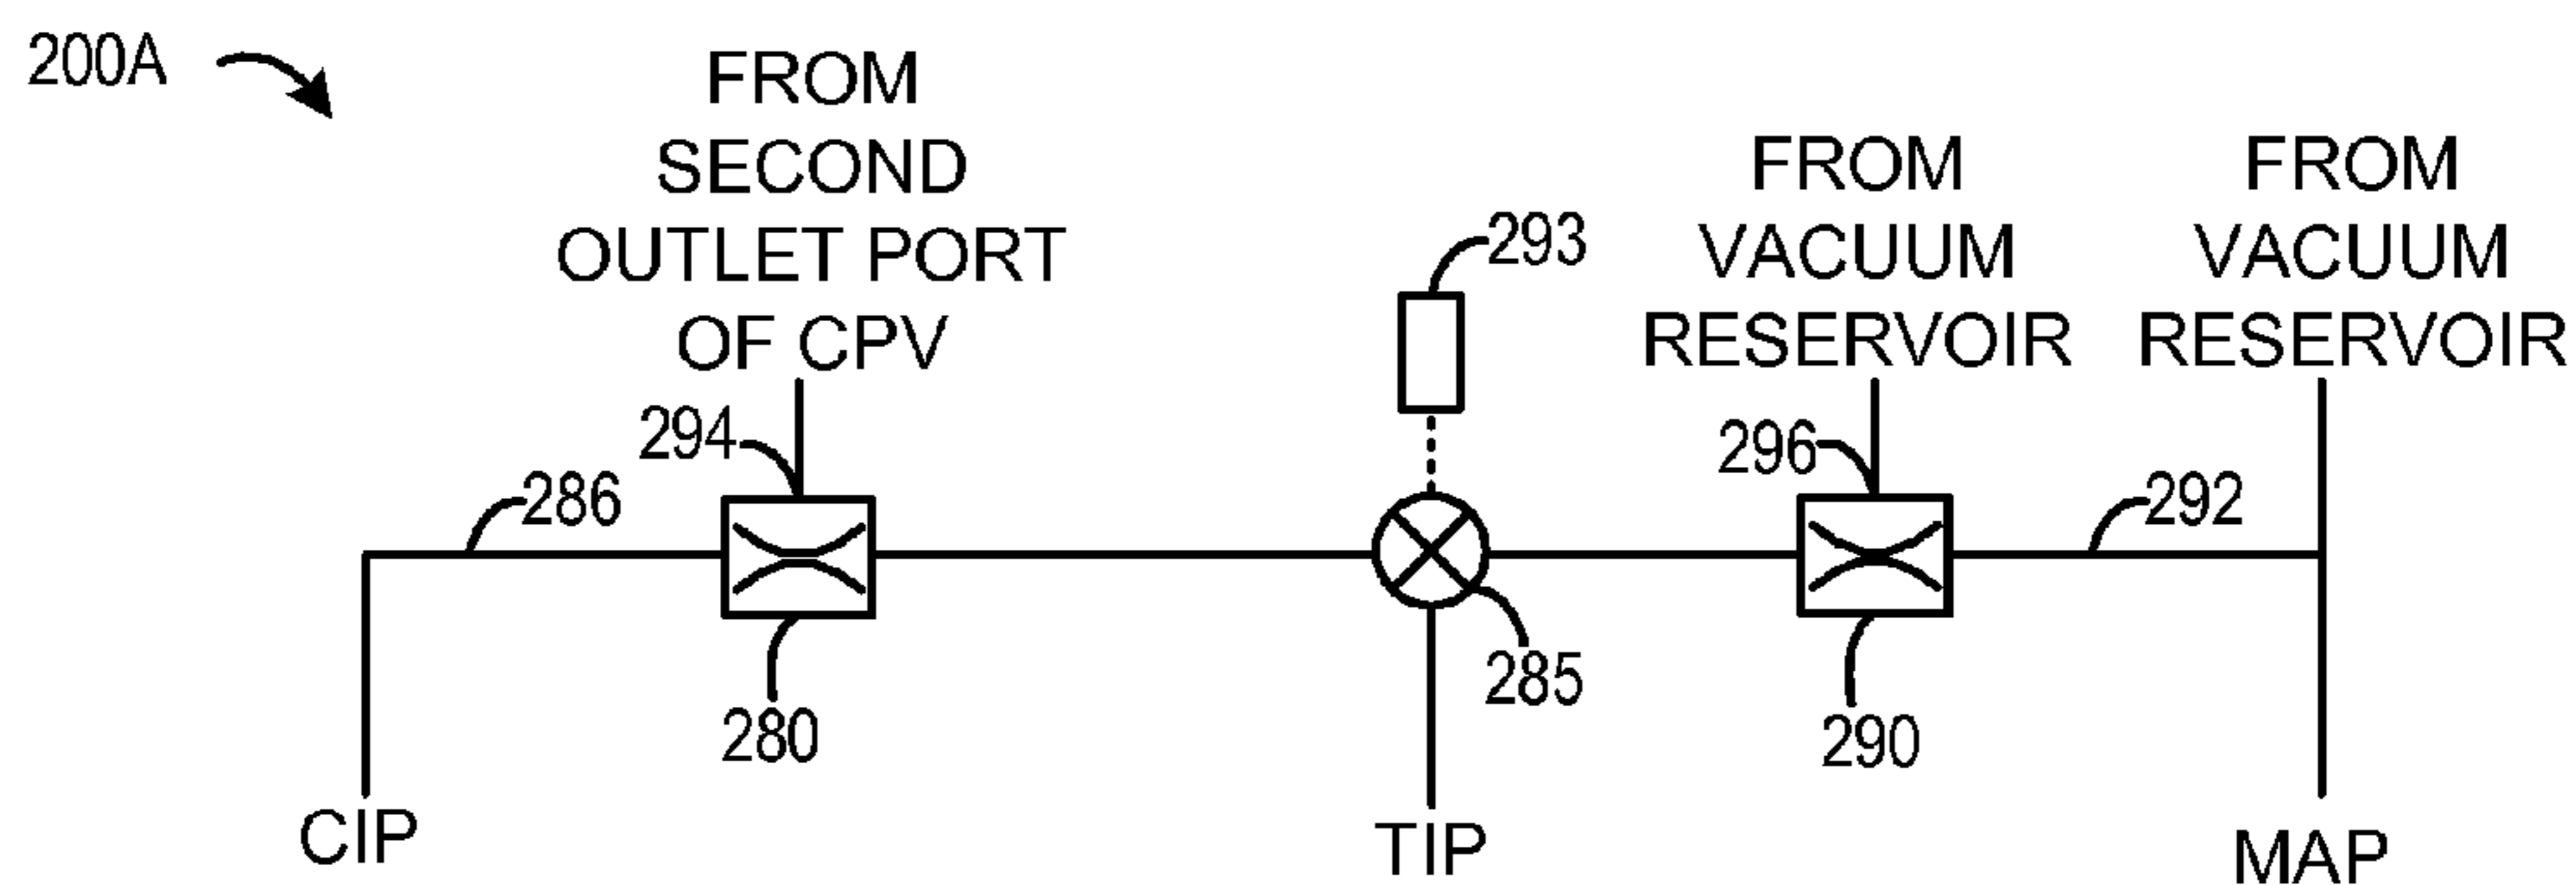 200A
FROM
SECOND
OUTLET PORT
OF CPV
293
FROM
VACUUM
RESERVOIR
FROM
VACUUM
RESERVOIR
294
286
296
292
280
285
290
CIP
TIP
MAP